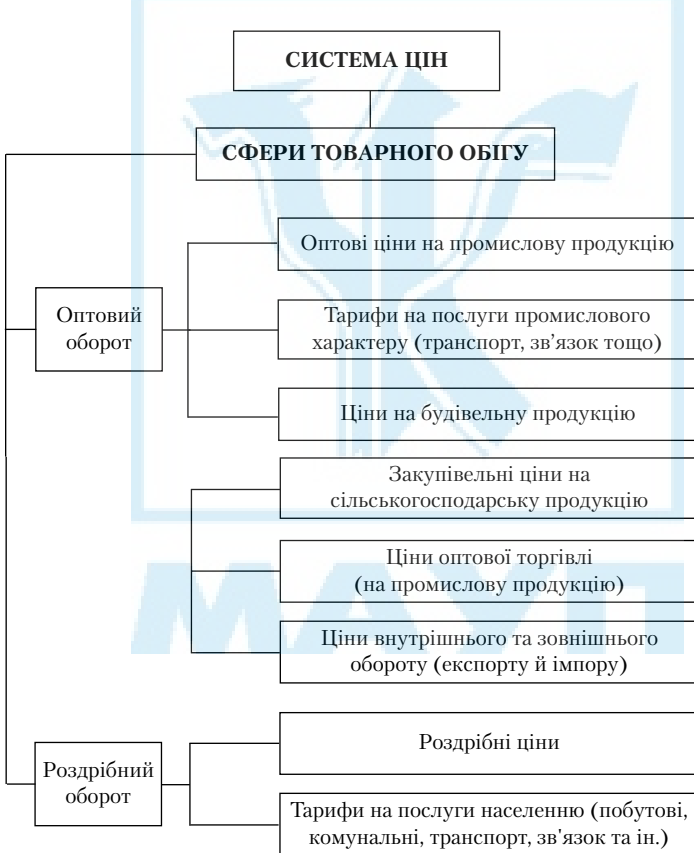 СИСТЕМА ЦІН
СФЕРИ ТОВАРНОГО ОБІГУ
Оптовий
оборот
Оптові ціни на промислову продукцію
Тарифи на послуги промислового
характеру (транспорт, зв’язок тощо)
Ціни на будівельну продукцію
Закупівельні ціни на
сільськогосподарську продукцію
Ціни оптової торгівлі
(на промислову продукцію)
Ціни внутрішнього та зовнішнього
обороту (експорту й імпору)
Роздрібний
оборот
Роздрібні ціни
Тарифи на послуги населенню (побутові,
комунальні, транспорт, зв'язок та ін.)
МАУП